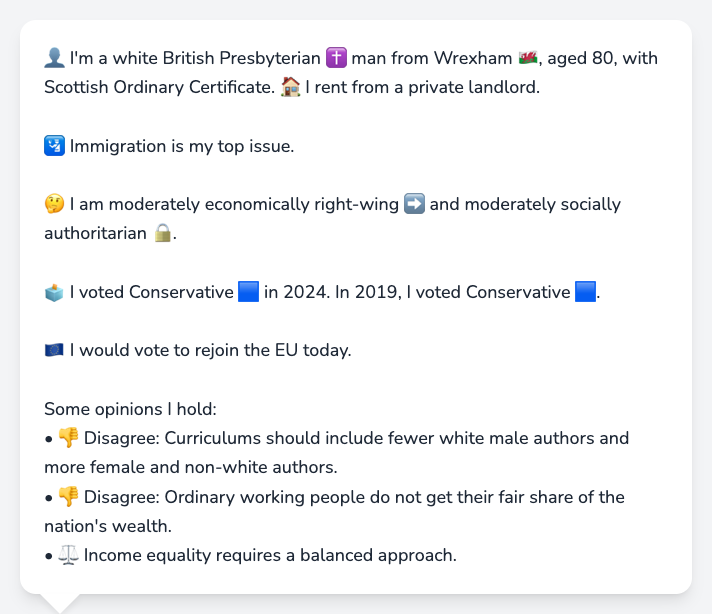 👤 I'm a white British Presbyterian ✝️ man from Wrexham 🏴󠁧󠁢󠁷󠁬󠁳󠁿, aged 80, with
Scottish Ordinary Certificate. 🏠 I rent from a private landlord.
🛂 Immigration is my top issue.
🤔 I am moderately economically right-wing ➡️ and moderately socially
authoritarian 🔒.
🗳️ I voted Conservative 🟦 in 2024. In 2019, I voted Conservative 🟦.
🇪🇺 I would vote to rejoin the EU today.
Some opinions I hold:
• 👎 Disagree: Curriculums should include fewer white male authors and
more female and non-white authors.
• 👎 Disagree: Ordinary working people do not get their fair share of the
nation's wealth.
• ⚖️ Income equality requires a balanced approach.